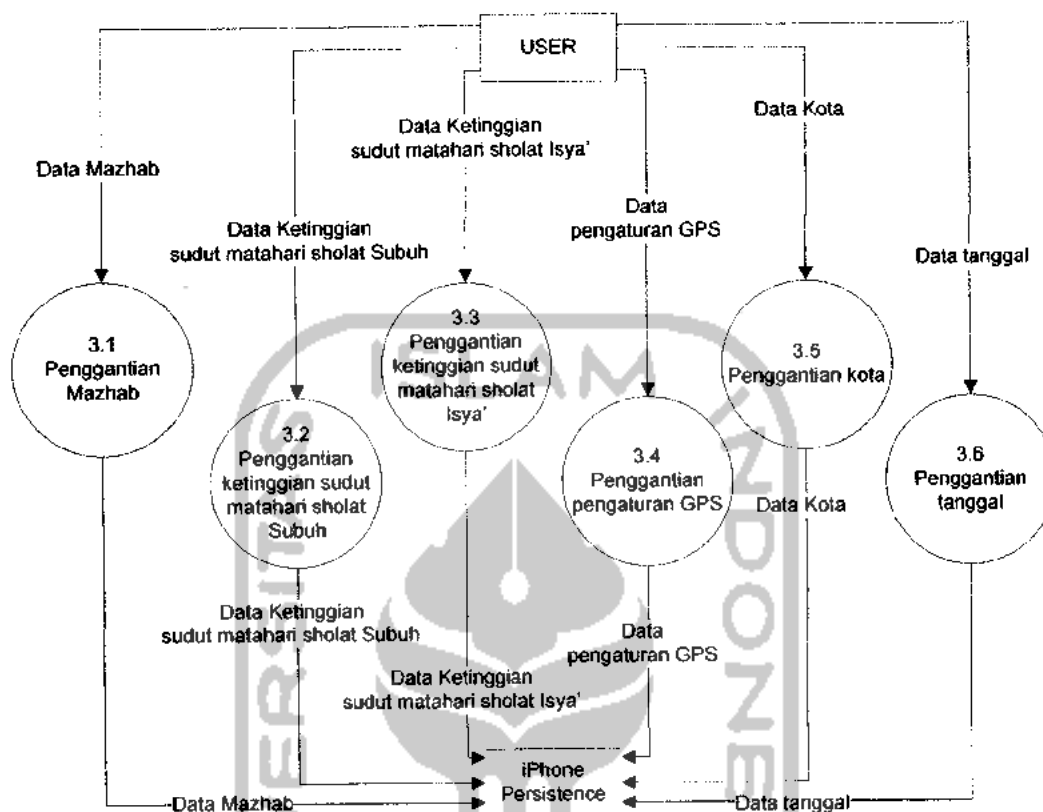 USER
Data Ketinggian
sudut matahari sholat Isya'
Data Kota
Data Mazhab
Data Ketinggian
sudut matahari sholat Subuh
Data
pengaturan GPS
Data tanggal
3.1
Penggantian
Mazhab
3.2
Penggantian
ketinggian sudut
matahari sholat
Subuh
3.3
Penggantian
ketinggian sudut
matahari sholat
Isya'
3.4
Penggantian
pengaturan GPS
3.5
Penggantian kota
3.6
Penggantian
tanggal
Data Kota
Data Ketinggian
sudut matahari sholat Subuh
Data
pengaturan GPS
Data Ketinggian
sudut matahari sholat Isya'
iPhone
Persistence
Data Mazhab
Data tanggal
ISLAM
ERSITAS
INDONE